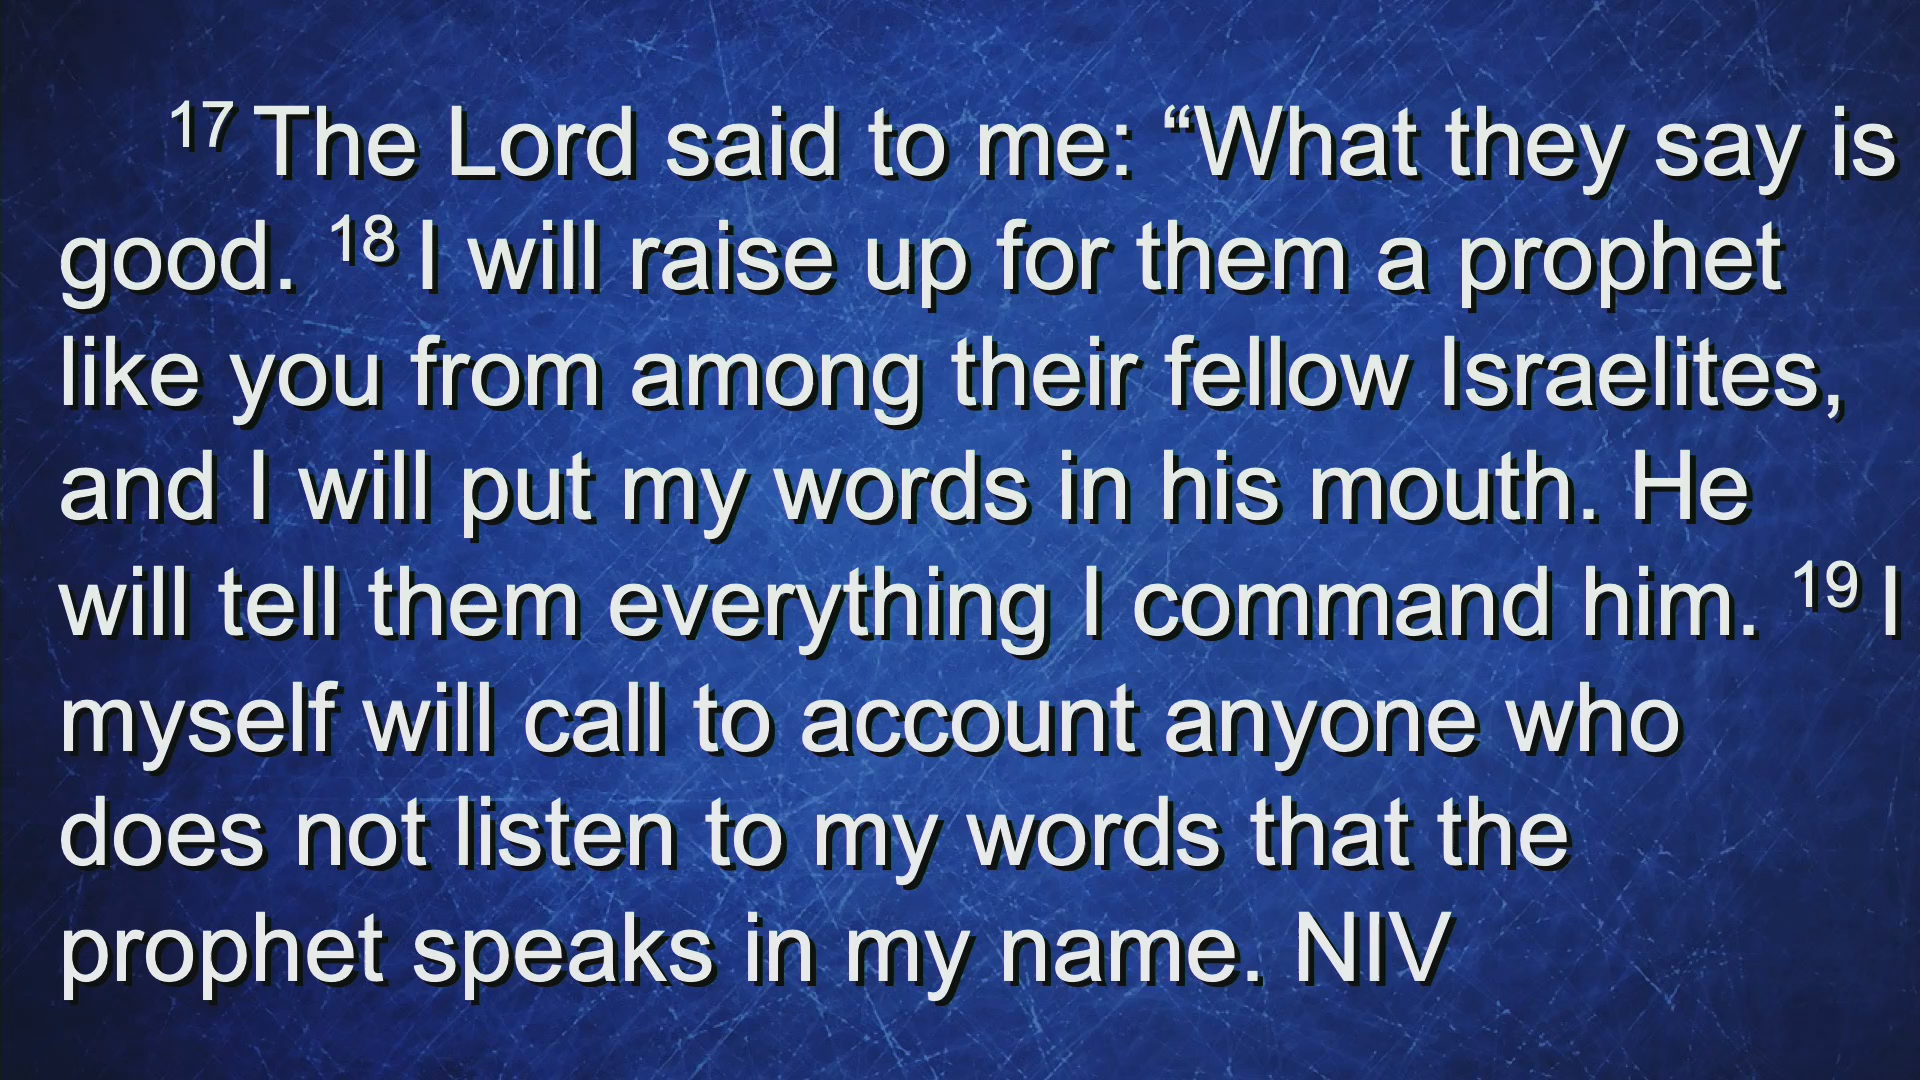 17 The Lord said to me: “What they say is
good. 18 I will raise up for them a prophet
like you from among their fellow Israelites,
and I will put my words in his mouth. He
will tell them everything I command him. 19 I
myself will call to account anyone who
does not listen to my words that the
prophet speaks in my name. NIV